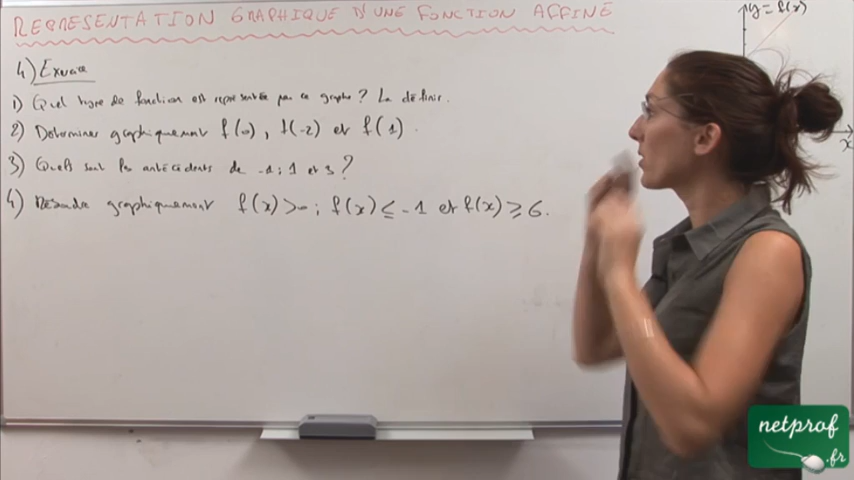 REPRESENTATION GRAPHIQUE D'UNE FONCTION AFFINE
y = f(x)
4) Exercice
1) Quel type de fonction est représentée par ce graphe ? La définir.
2) Determiner graphiquement f(0), f(-2) et f(1).
3) Quels sont les antécédents de -1 ; 1 et 3 ?
x
4) Résoudre graphiquement f(x) > 0 ; f(x) ≤ -1 et f(x) ≥ 6.
netprof
.fr